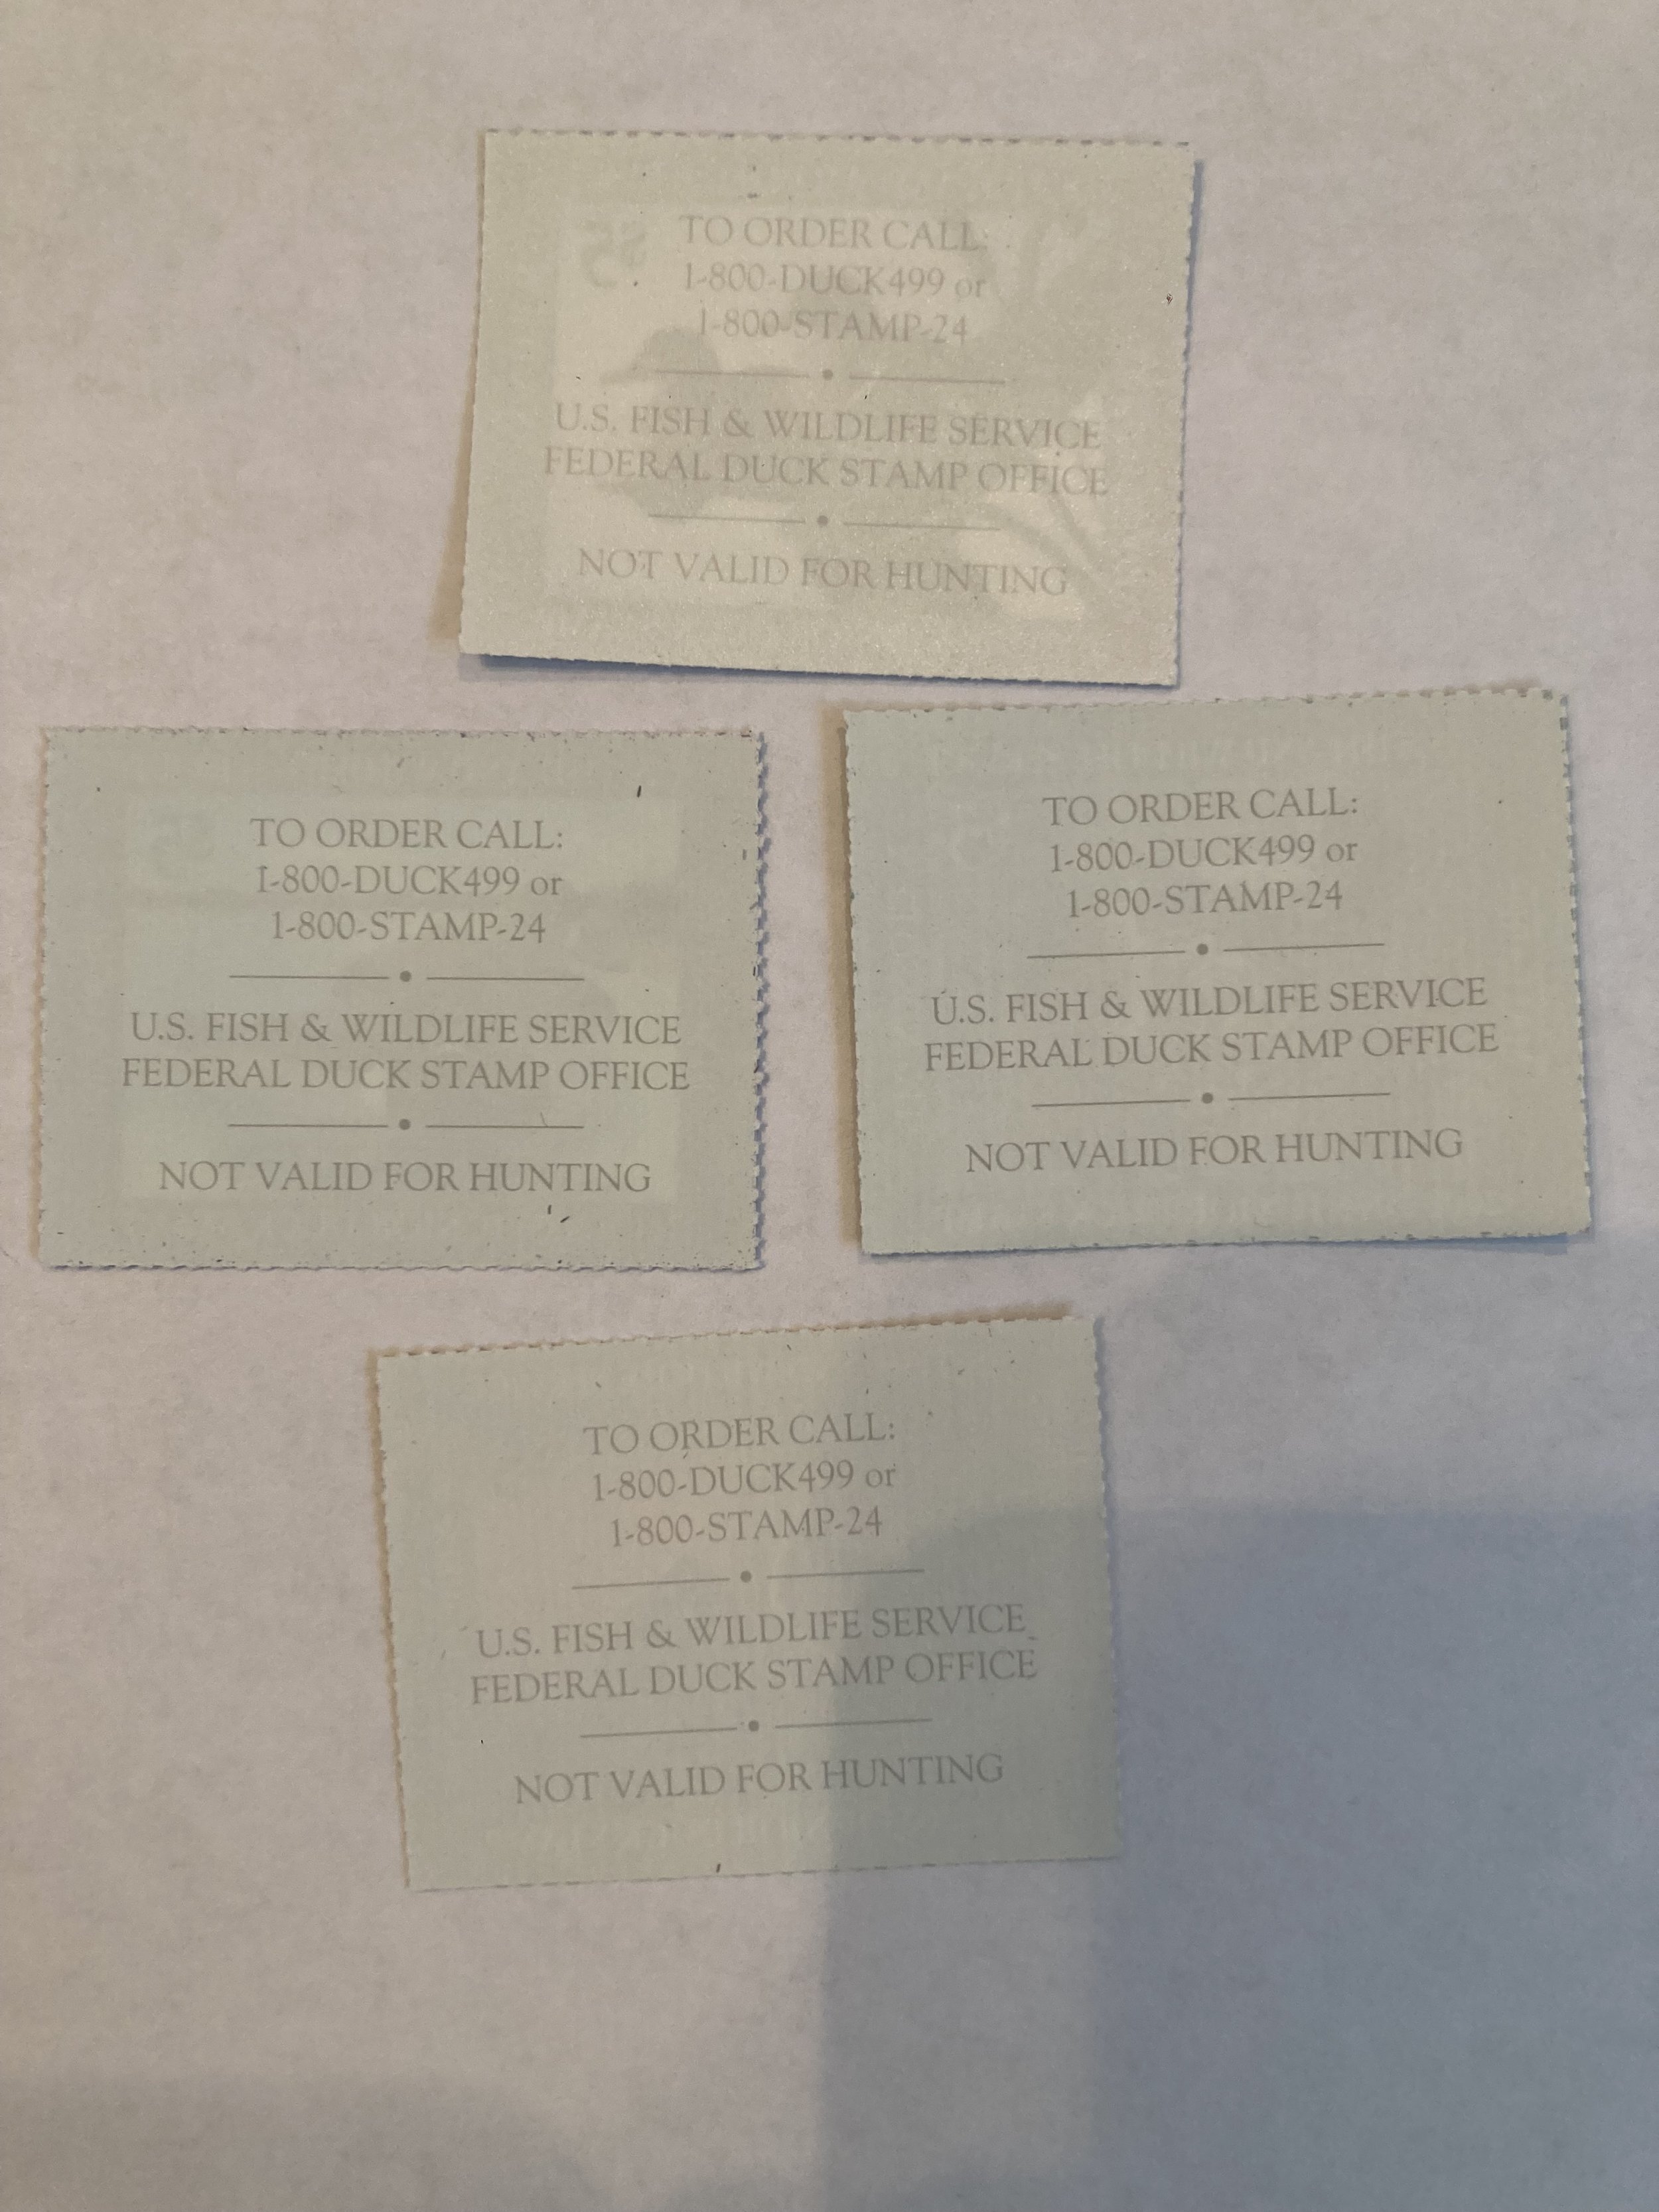 TO ORDER CALL:
1-800-DUCK499 or
1-800-STAMP-24
U.S. FISH & WILDLIFE SERVICE
FEDERAL DUCK STAMP OFFICE
NOT VALID FOR HUNTING
TO ORDER CALL:
1-800-DUCK499 or
1-800-STAMP-24
U.S. FISH & WILDLIFE SERVICE
FEDERAL DUCK STAMP OFFICE
NOT VALID FOR HUNTING
TO ORDER CALL:
1-800-DUCK499 or
1-800-STAMP-24
U.S. FISH & WILDLIFE SERVICE
FEDERAL DUCK STAMP OFFICE
NOT VALID FOR HUNTING
TO ORDER CALL:
1-800-DUCK499 or
1-800-STAMP-24
U.S. FISH & WILDLIFE SERVICE
FEDERAL DUCK STAMP OFFICE
NOT VALID FOR HUNTING